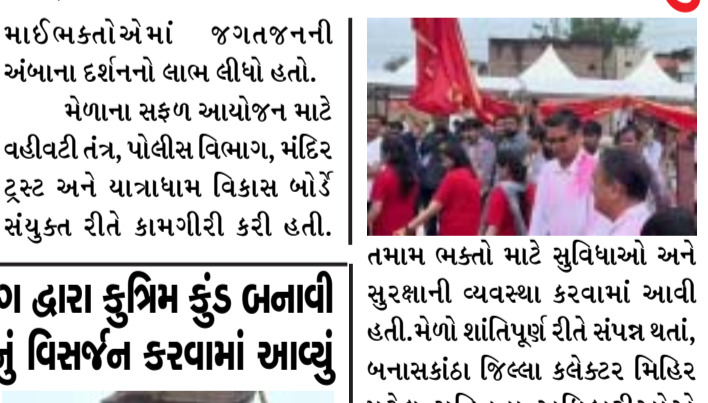 માઈભક્તોએમાં જગતજનની
અંબાના દર્શનનો લાભ લીધો હતો.
મેળાના સફળ આયોજન માટે
વહીવટી તંત્ર, પોલીસ વિભાગ, મંદિર
ટ્રસ્ટ અને યાત્રાધામ વિકાસ બોર્ડે
સંયુક્ત રીતે કામગીરી કરી હતી.
તમામ ભક્તો માટે સુવિધાઓ અને
સુરક્ષાની વ્યવસ્થા કરવામાં આવી
હતી.મેળો શાંતિપૂર્ણ રીતે સંપન્ન થતાં,
બનાસકાંઠા જિલ્લા કલેક્ટર મિહિર
દ્વારા કુત્રિમ કુંડ બનાવી
વિસર્જન કરવામાં આવ્યું